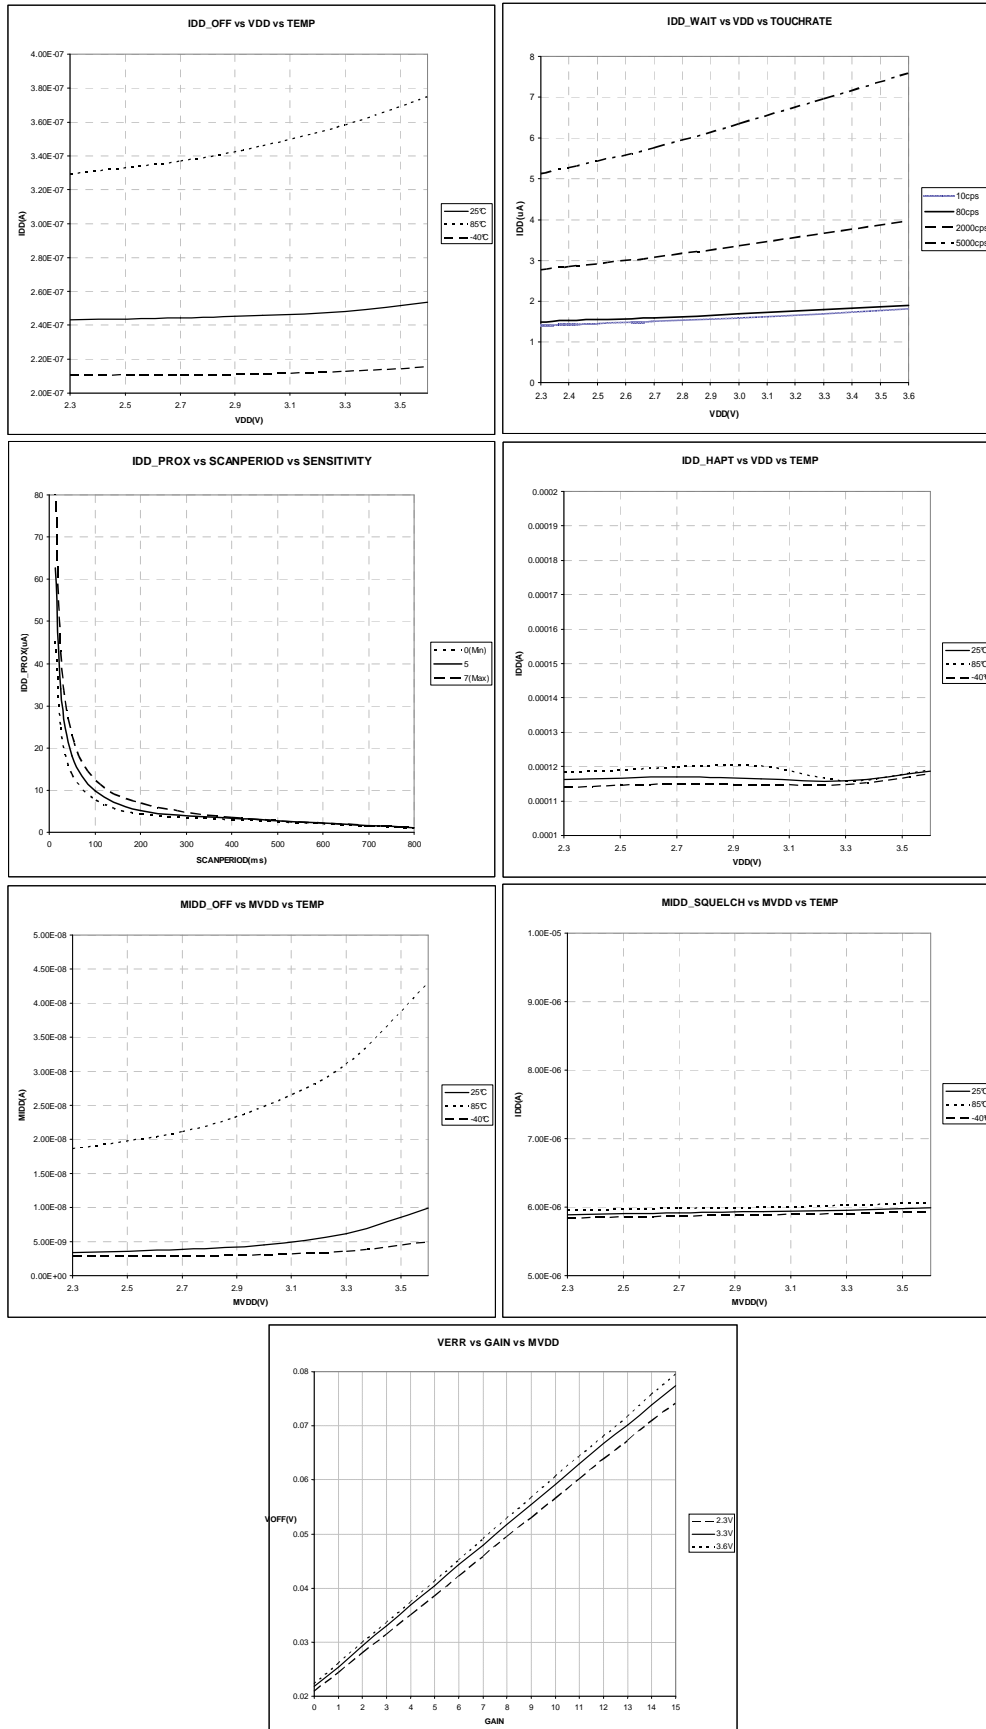 IDD_OFF vs VDD vs TEMP
4.00E-07
3.80E-07
3.60E-07
3.40E-07
3.20E-07
3.00E-07
2.80E-07
2.60E-07
2.40E-07
2.20E-07
2.00E-07
IDD(A)
2.3 2.5 2.7 2.9 3.1 3.3 3.5
VDD(V)
25°C
85°C
-40°C
IDD_WAIT vs VDD vs TOUCHRATE
8
7
6
5
4
3
2
1
0
IDD(uA)
2.3 2.4 2.5 2.6 2.7 2.8 2.9 3.0 3.1 3.2 3.3 3.4 3.5 3.6
VDD(V)
10cps
80cps
2000cps
5000cps
IDD_PROX vs SCANPERIOD vs SENSITIVITY
80
70
60
50
40
30
20
10
0
IDD_PROX(uA)
0 100 200 300 400 500 600 700 800
SCANPERIOD(ms)
0(Min)
5
7(Max)
IDD_HAPT vs VDD vs TEMP
0.0002
0.00019
0.00018
0.00017
0.00016
0.00015
0.00014
0.00013
0.00012
0.00011
0.0001
IDD(A)
2.3 2.5 2.7 2.9 3.1 3.3 3.5
VDD(V)
25°C
85°C
-40°C
MIDD_OFF vs MVDD vs TEMP
5.00E-08
4.50E-08
4.00E-08
3.50E-08
3.00E-08
2.50E-08
2.00E-08
1.50E-08
1.00E-08
5.00E-09
0.00E+00
MIDD(A)
2.3 2.5 2.7 2.9 3.1 3.3 3.5
MVDD(V)
25°C
85°C
-40°C
MIDD_SQUELCH vs MVDD vs TEMP
1.00E-05
9.00E-06
8.00E-06
7.00E-06
6.00E-06
5.00E-06
IDD(A)
2.3 2.5 2.7 2.9 3.1 3.3 3.5
MVDD(V)
25°C
85°C
-40°C
VERR vs GAIN vs MVDD
0.08
0.07
0.06
0.05
0.04
0.03
0.02
VOFF(V)
0 1 2 3 4 5 6 7 8 9 10 11 12 13 14 15
GAIN
2.3V
3.3V
3.6V